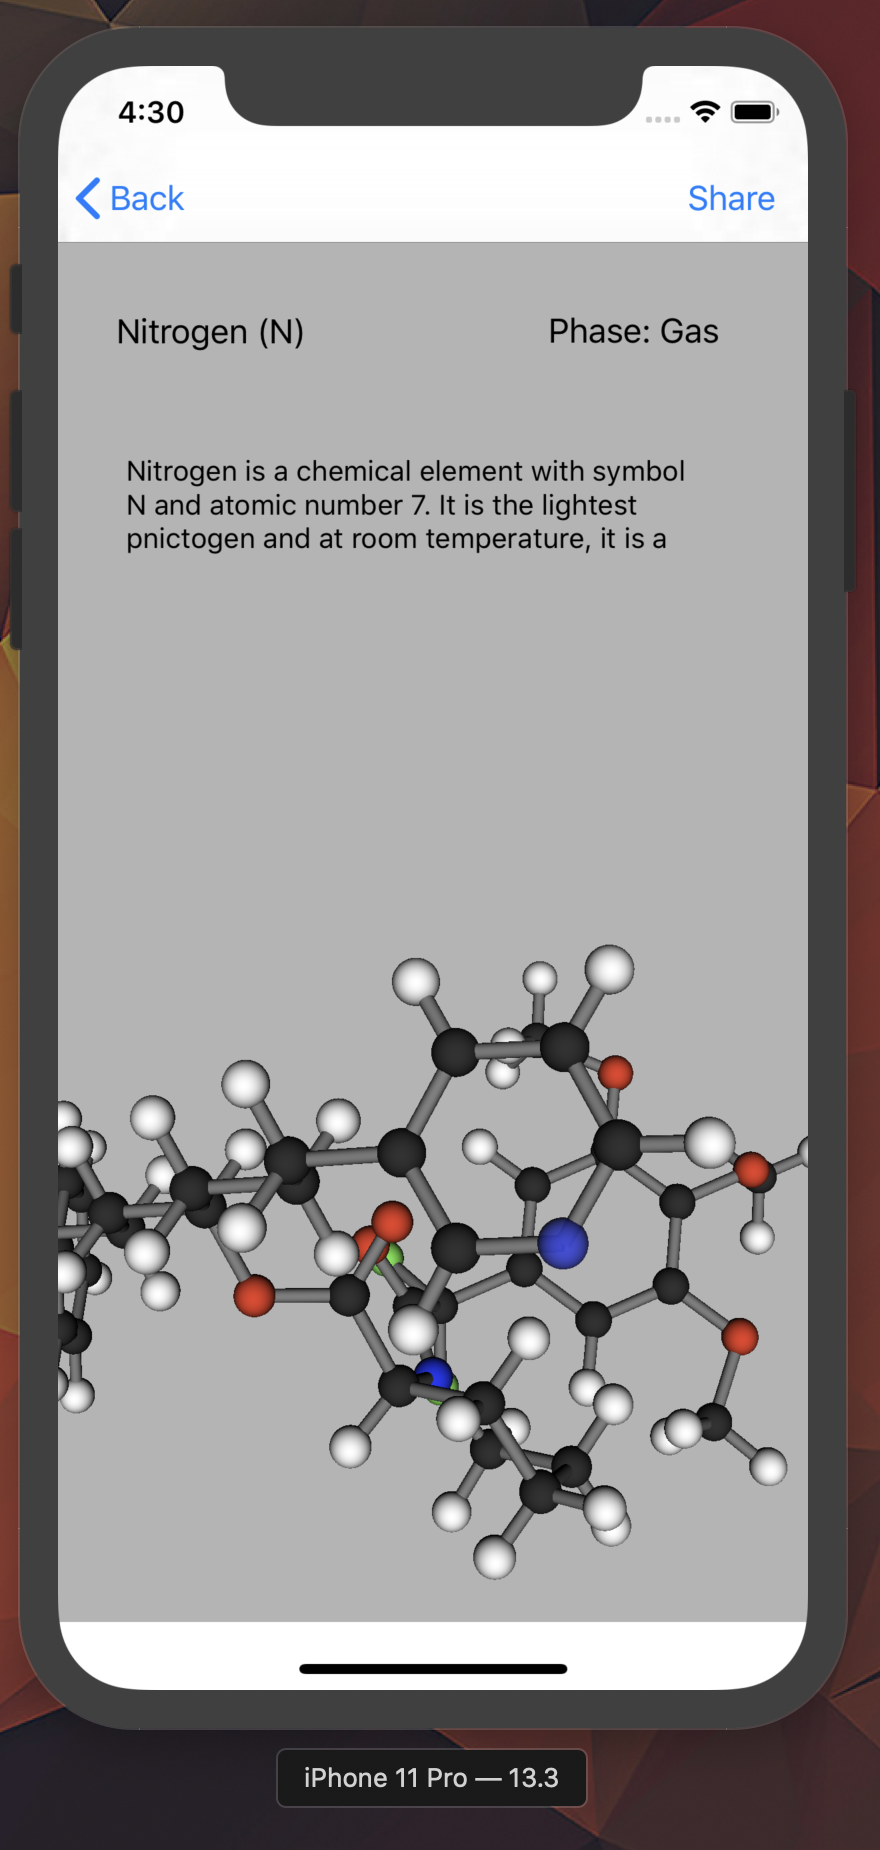 4:30
Back
Share
Nitrogen (N)
Phase: Gas
Nitrogen is a chemical element with symbol
N and atomic number 7. It is the lightest
pnictogen and at room temperature, it is a
iPhone 11 Pro — 13.3